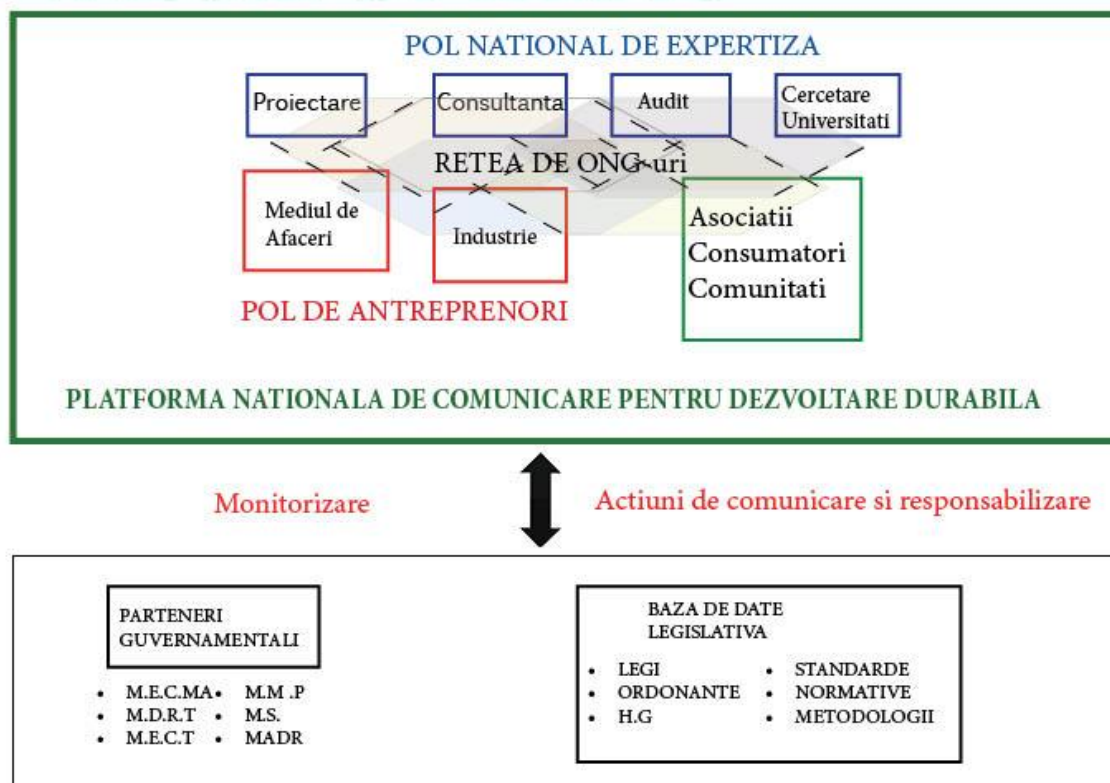 POL NATIONAL DE EXPERTIZA
Proiectare
Consultanta
Audit
Cercetare
Universitati
RETEA DE ONG-uri
Mediul de
Afaceri
Industrie
Asociatii
Consumatori
Comunitati
POL DE ANTREPRENORI
PLATFORMA NATIONALA DE COMUNICARE PENTRU DEZVOLTARE DURABILA
Monitorizare
Actiuni de comunicare si responsabilizare
PARTENERI
GUVERNAMENTALI
• M.E.C.MA
• M.D.R.T
• M.E.C.T
• M.M .P
• M.S.
• MADR
BAZA DE DATE
LEGISLATIVA
• LEGI
• ORDONANTE
• H.G
• STANDARDE
• NORMATIVE
• METODOLOGII